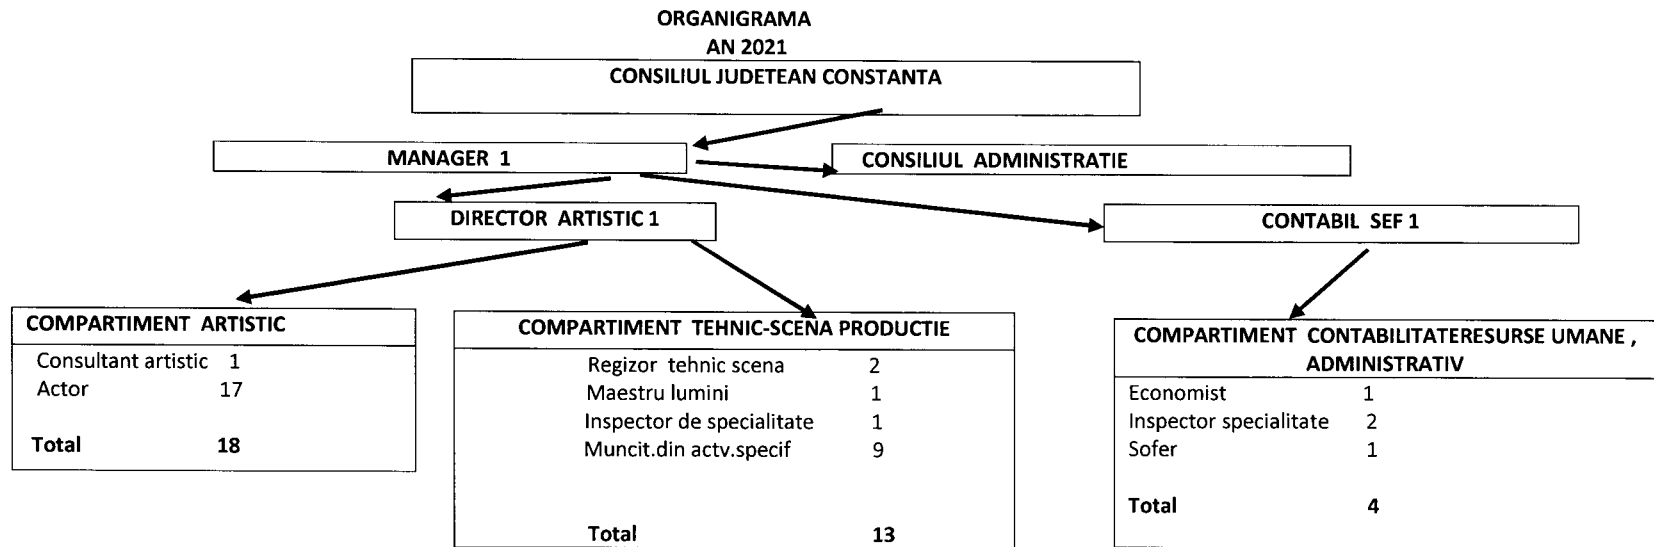 ORGANIGRAMA
AN 2021
CONSILIUL JUDETEAN CONSTANTA
MANAGER 1
CONSILIUL ADMINISTRATIE
DIRECTOR ARTISTIC 1
CONTABIL SEF 1
COMPARTIMENT ARTISTIC
Consultant artistic 1
Actor 17
Total 18
COMPARTIMENT TEHNIC-SCENA PRODUCTIE
Regizor tehnic scena 2
Maestru lumini 1
Inspector de specialitate 1
Muncit.din actv.specif 9
Total 13
COMPARTIMENT CONTABILITATERESURSE UMANE ,
ADMINISTRATIV
Economist 1
Inspector specialitate 2
Sofer 1
Total 4